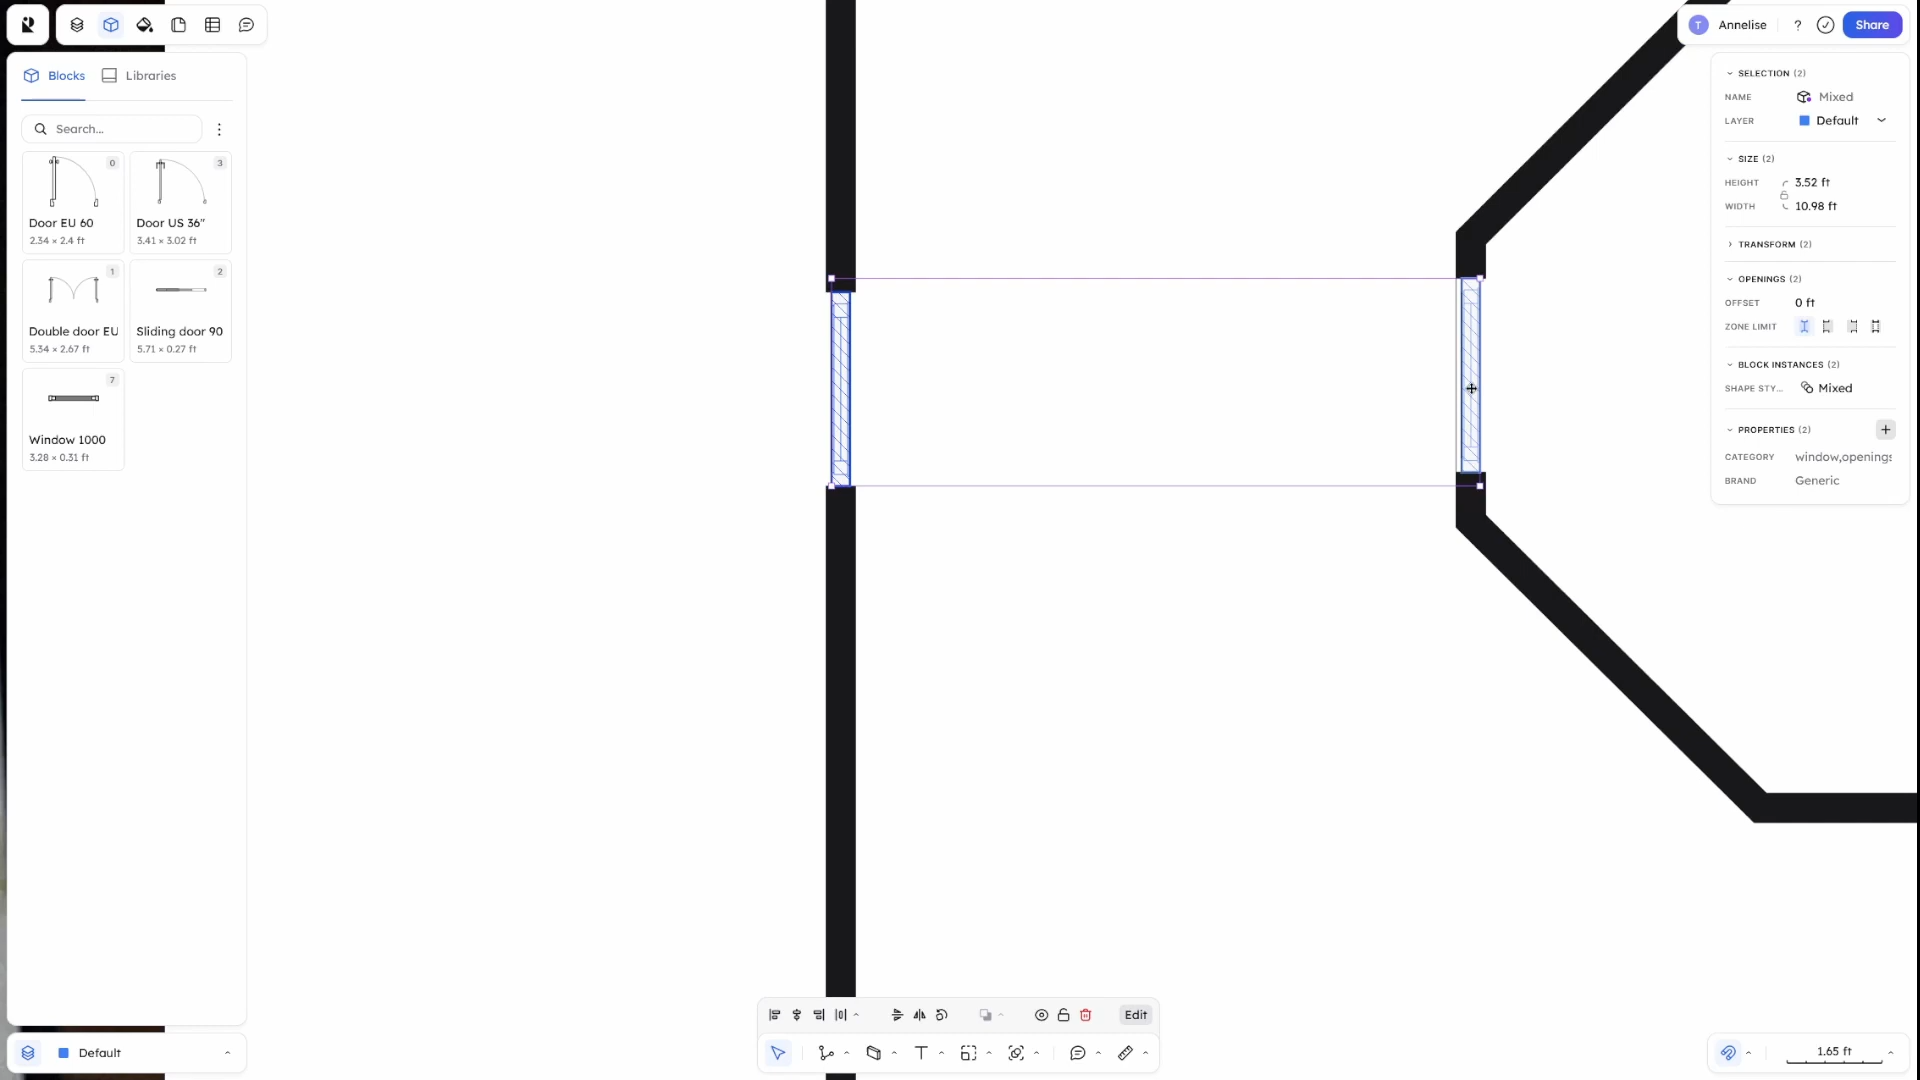 Blocks
Libraries
Search...
0
Door EU 60
2.34 × 2.4 ft
3
Door US 36"
3.41 × 3.02 ft
1
Double door EU
5.34 × 2.67 ft
2
Sliding door 90
5.71 × 0.27 ft
7
Window 1000
3.28 × 0.31 ft
Default
T Annelise ? Share
SELECTION (2)
NAME Mixed
LAYER Default
SIZE (2)
HEIGHT 3.52 ft
WIDTH 10.98 ft
TRANSFORM (2)
OPENINGS (2)
OFFSET 0 ft
ZONE LIMIT
BLOCK INSTANCES (2)
SHAPE STY... Mixed
PROPERTIES (2)
CATEGORY window,openings
BRAND Generic
Edit
1.65 ft